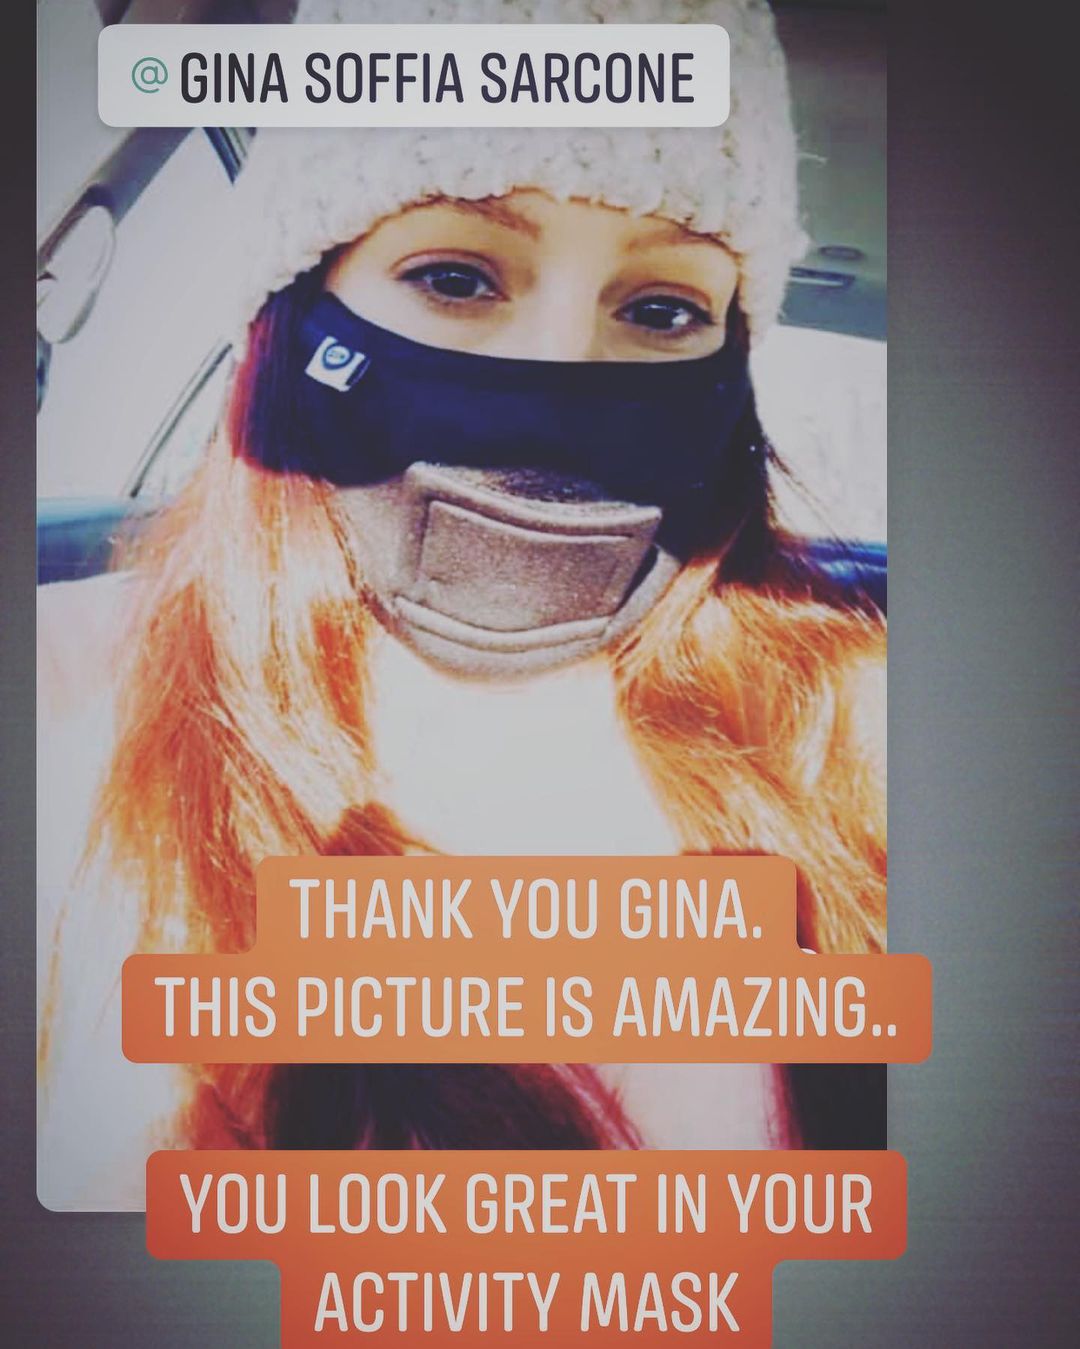 @GINA SOFFIA SARCONE
THANK YOU GINA.
THIS PICTURE IS AMAZING..
YOU LOOK GREAT IN YOUR
ACTIVITY MASK